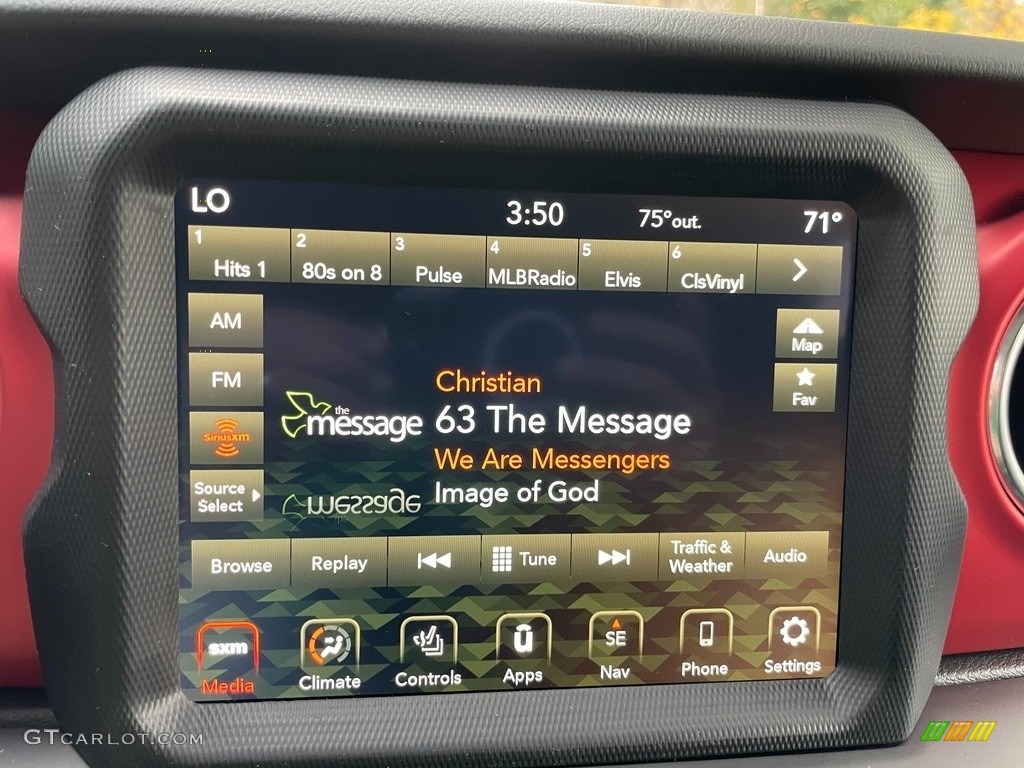 LO 3:50 75°out. 71°
1 Hits 1 2 80s on 8 3 Pulse 4 MLBRadio 5 Elvis 6 ClsVinyl
AM
Map
FM
Fav
SiriusXM
Source Select
the message
Christian
63 The Message
We Are Messengers
Image of God
Browse Replay Tune Traffic & Weather Audio
sxm SE
Media Climate Controls Apps Nav Phone Settings
GTCARLOT.COM